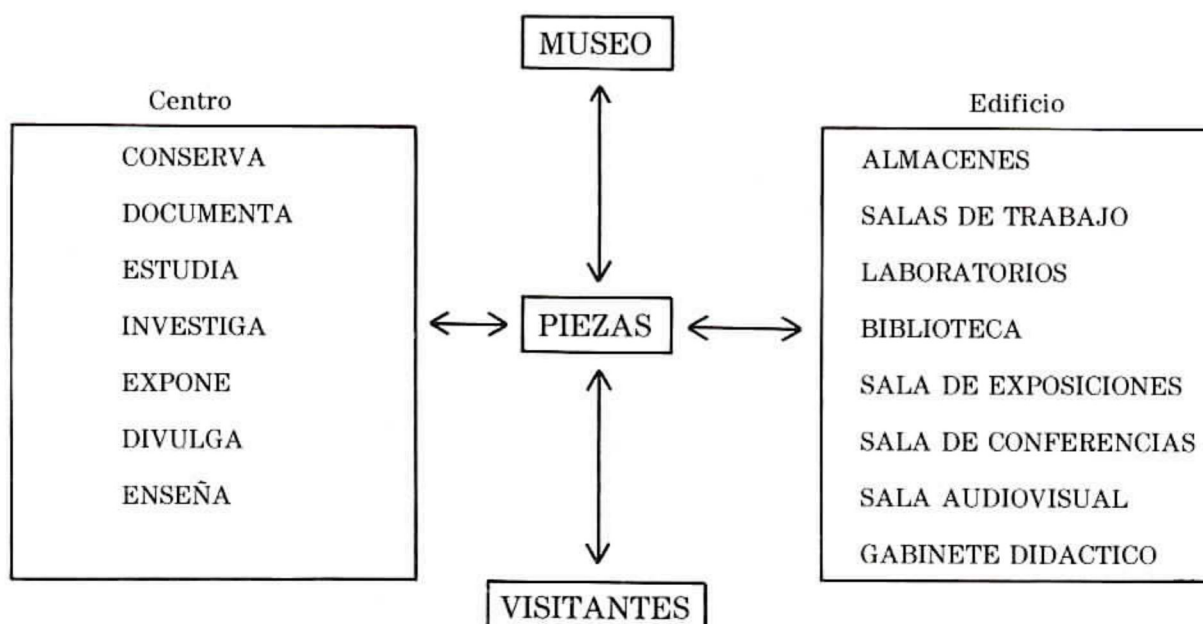 MUSEO
Centro
CONSERVA
DOCUMENTA
ESTUDIA
INVESTIGA
EXPONE
DIVULGA
ENSEÑA
PIEZAS
Edificio
ALMACENES
SALAS DE TRABAJO
LABORATORIOS
BIBLIOTECA
SALA DE EXPOSICIONES
SALA DE CONFERENCIAS
SALA AUDIOVISUAL
GABINETE DIDACTICO
VISITANTES